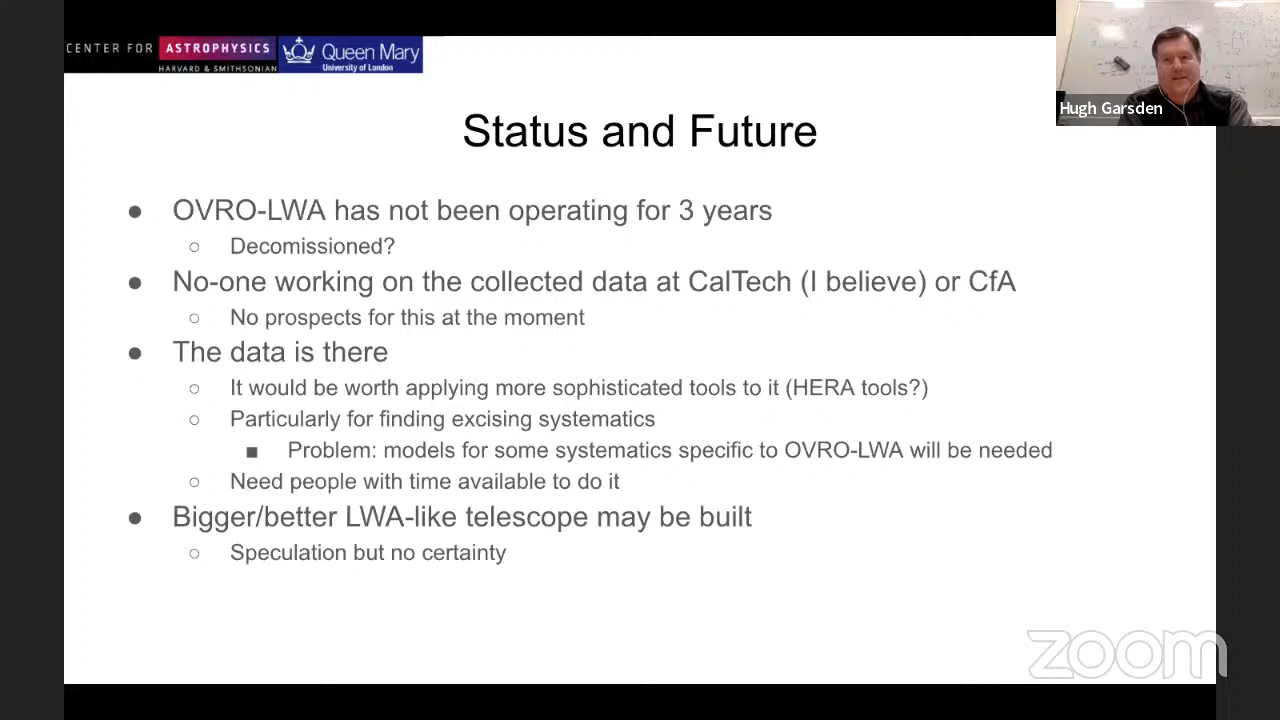 CENTER FOR ASTROPHYSICS
HARVARD & SMITHSONIAN
Queen Mary
University of London
Hugh Garsden
Status and Future
● OVRO-LWA has not been operating for 3 years
○ Decomissioned?
● No-one working on the collected data at CalTech (I believe) or CfA
○ No prospects for this at the moment
● The data is there
○ It would be worth applying more sophisticated tools to it (HERA tools?)
○ Particularly for finding excising systematics
■ Problem: models for some systematics specific to OVRO-LWA will be needed
○ Need people with time available to do it
● Bigger/better LWA-like telescope may be built
○ Speculation but no certainty
zoom